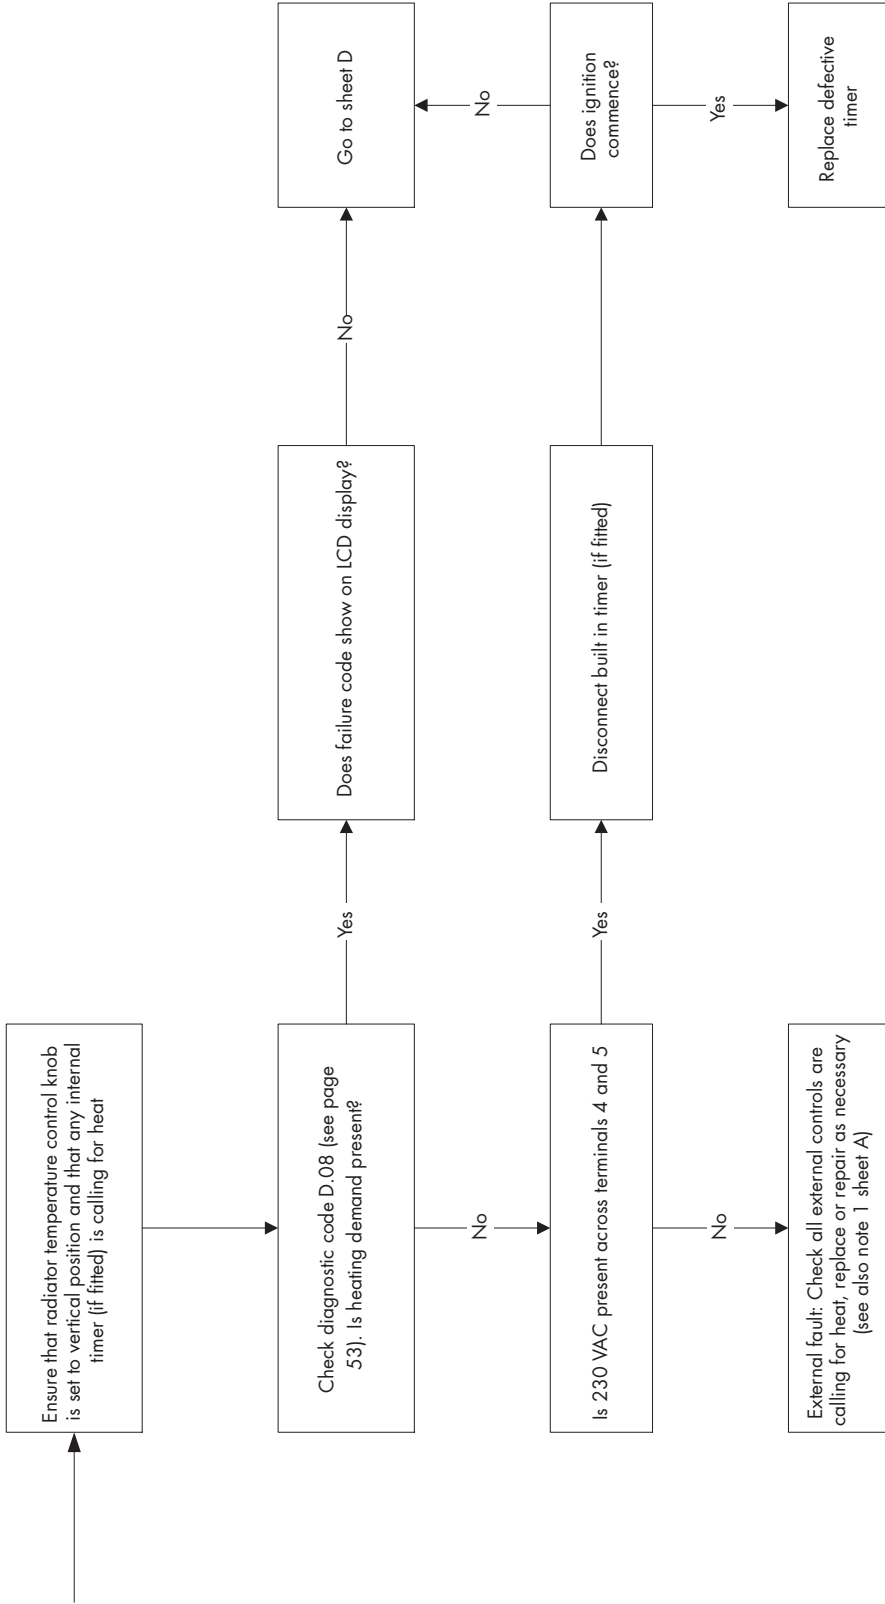 Ensure that radiator temperature control knob
is set to vertical position and that any internal
timer (if fitted) is calling for heat
Check diagnostic code D.08 (see page
53). Is heating demand present?
Yes
Does failure code show on LCD display?
No
Go to sheet D
No
Is 230 VAC present across terminals 4 and 5
Yes
Disconnect built in timer (if fitted)
Does ignition
commence?
No
Yes
No
External fault: Check all external controls are
calling for heat, replace or repair as necessary
(see also note 1 sheet A)
Replace defective
timer